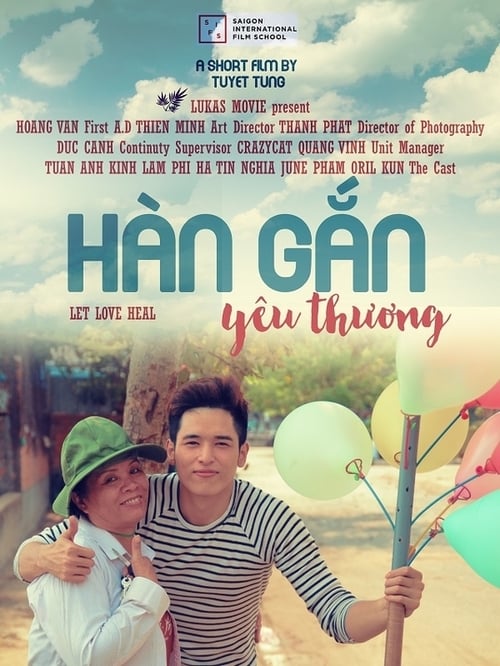 SIFS
SAIGON
INTERNATIONAL
FILM SCHOOL
A SHORT FILM BY
TUYET TUNG
LUKAS MOVIE present
HOANG VAN First A.D THIEN MINH Art Director THANH PHAT Director of Photography
DUC CANH Continuty Supervisor CRAZYCAT QUANG VINH Unit Manager
TUAN ANH KINH LAM PHI HA TIN NGHIA JUNE PHAM ORIL KUN The Cast
HÀN GẮN
LET LOVE HEAL
yêu thương